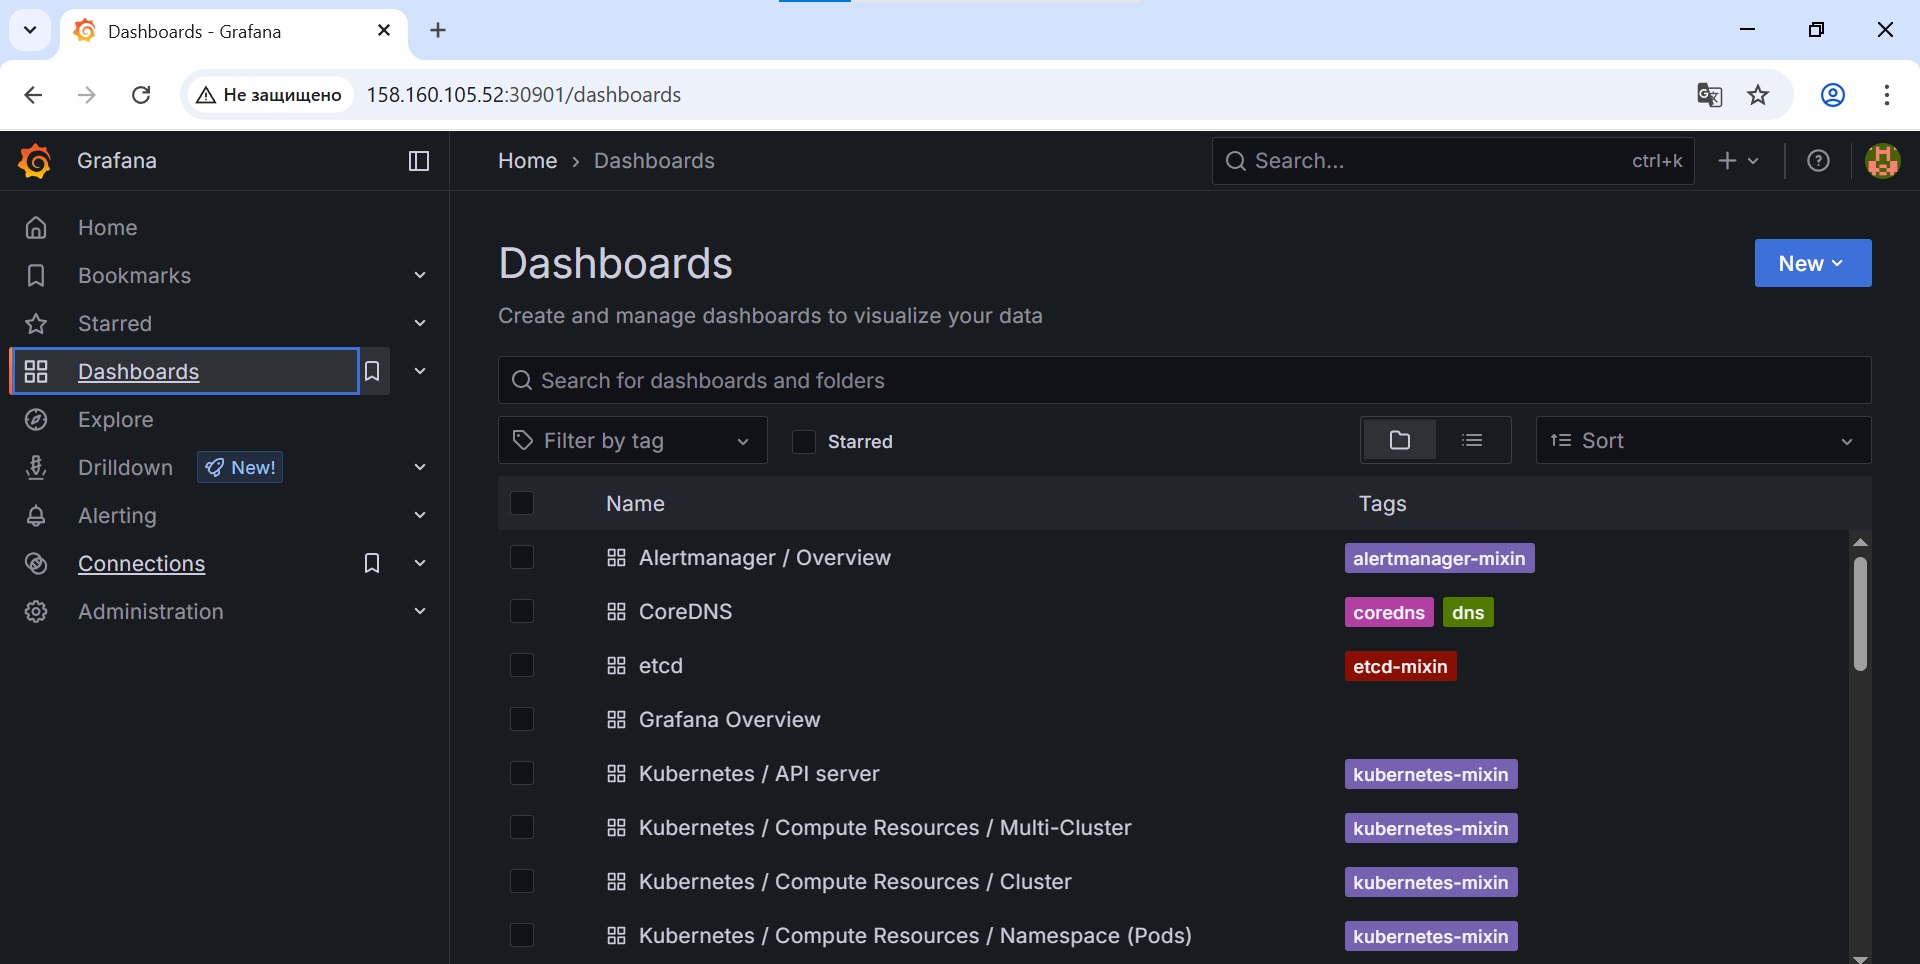 Dashboards - Grafana
Не защищено
158.160.105.52:30901/dashboards
Grafana
Home › Dashboards
Search...
ctrl+k
Home
Bookmarks
Starred
Dashboards
Explore
Drilldown
New!
Alerting
Connections
Administration
Dashboards
New
Create and manage dashboards to visualize your data
Search for dashboards and folders
Filter by tag
Starred
Sort
Name Tags
Alertmanager / Overview alertmanager-mixin
CoreDNS coredns dns
etcd etcd-mixin
Grafana Overview
Kubernetes / API server kubernetes-mixin
Kubernetes / Compute Resources / Multi-Cluster kubernetes-mixin
Kubernetes / Compute Resources / Cluster kubernetes-mixin
Kubernetes / Compute Resources / Namespace (Pods) kubernetes-mixin